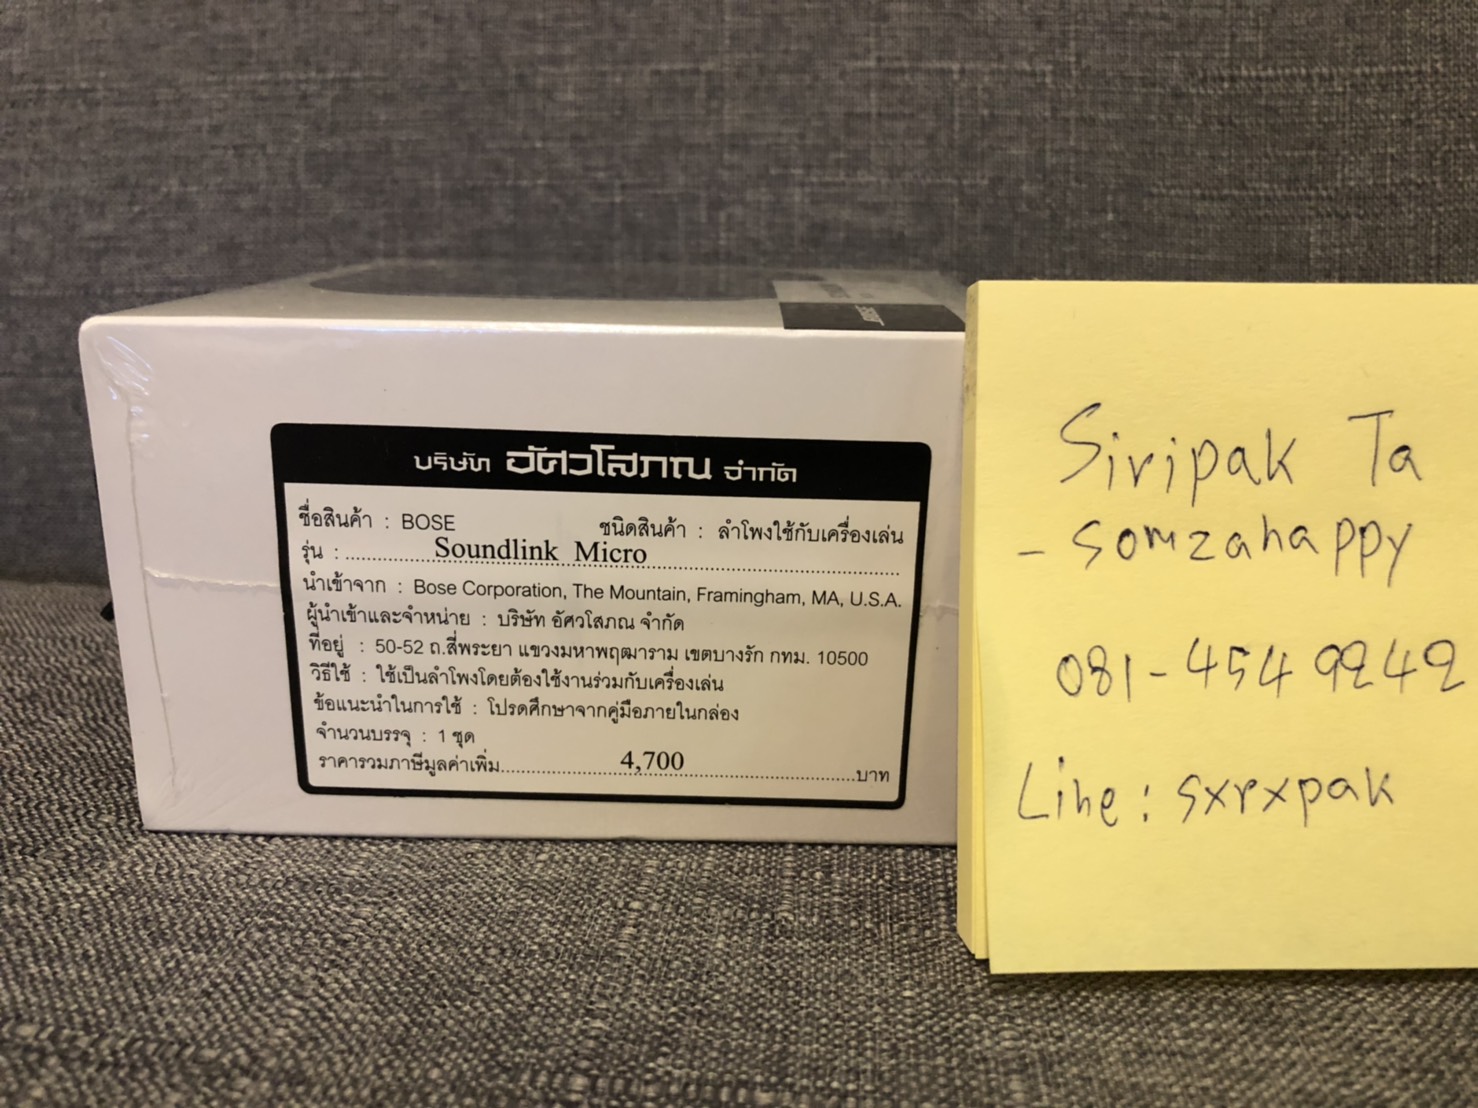 บริษัท อัศวโสภณ จำกัด
ชื่อสินค้า : BOSE ชนิดสินค้า : ลำโพงใช้กับเครื่องเล่น
รุ่น : Soundlink Micro
นำเข้าจาก : Bose Corporation, The Mountain, Framingham, MA, U.S.A.
ผู้นำเข้าและจำหน่าย : บริษัท อัศวโสภณ จำกัด
ที่อยู่ : 50-52 ถ.สี่พระยา แขวงมหาพฤฒาราม เขตบางรัก กทม. 10500
วิธีใช้ : ใช้เป็นลำโพงโดยต้องใช้งานร่วมกับเครื่องเล่น
ข้อแนะนำในการใช้ : โปรดศึกษาจากคู่มือภายในกล่อง
จำนวนบรรจุ : 1 ชุด
ราคารวมภาษีมูลค่าเพิ่ม 4,700 บาท
Siripak Ta
- somzahappy
081-454 9242
Line : sxrxpak